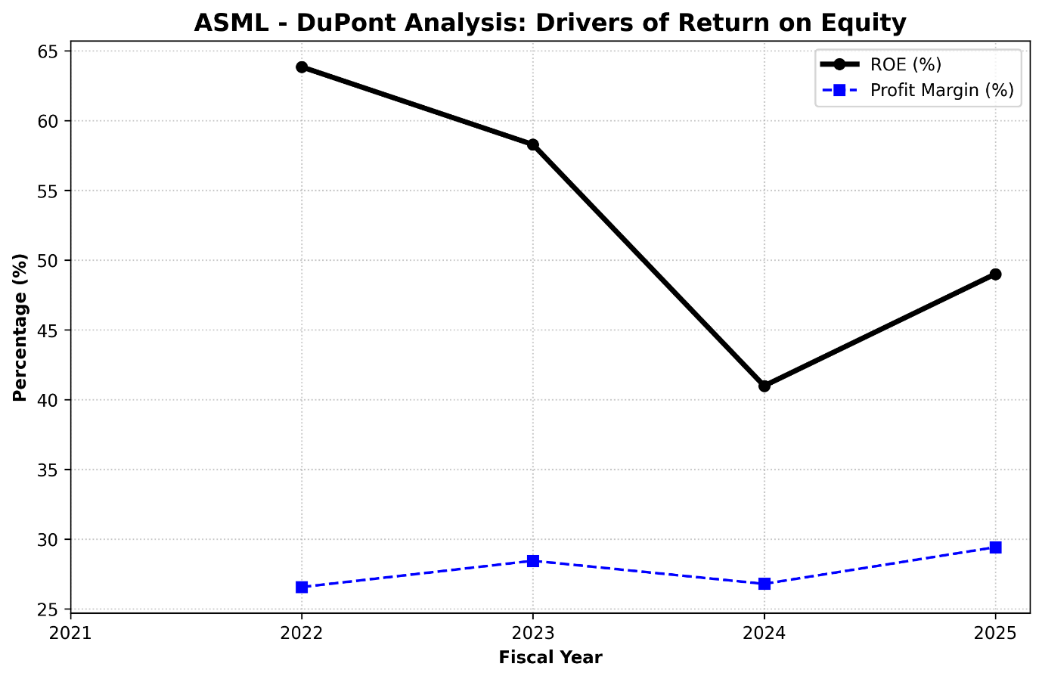 ASML - DuPont Analysis: Drivers of Return on Equity
ROE (%)
Profit Margin (%)
Percentage (%)
65
60
55
50
45
40
35
30
25
2021
2022
2023
2024
2025
Fiscal Year